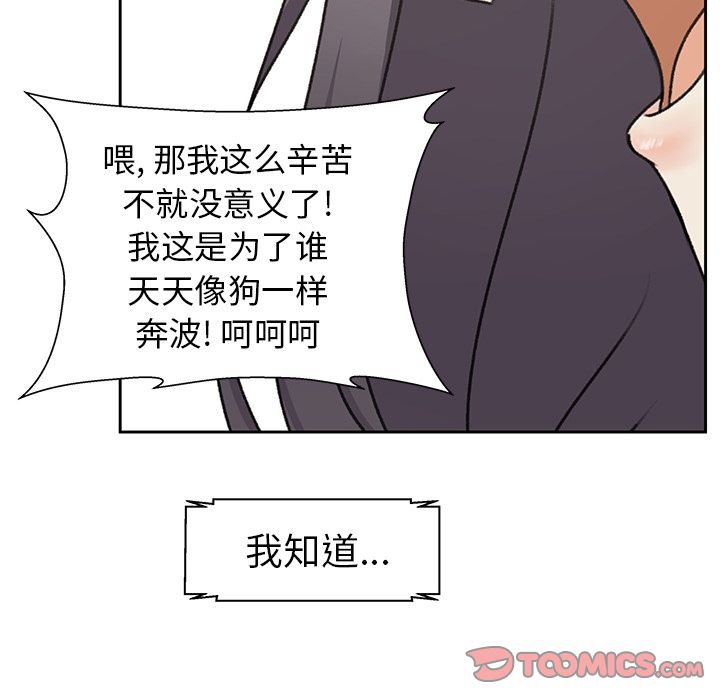 喂, 那我这么辛苦
不就没意义了!
我这是为了谁
天天像狗一样
奔波! 呵呵呵
我知道...
TOOMICS.COM